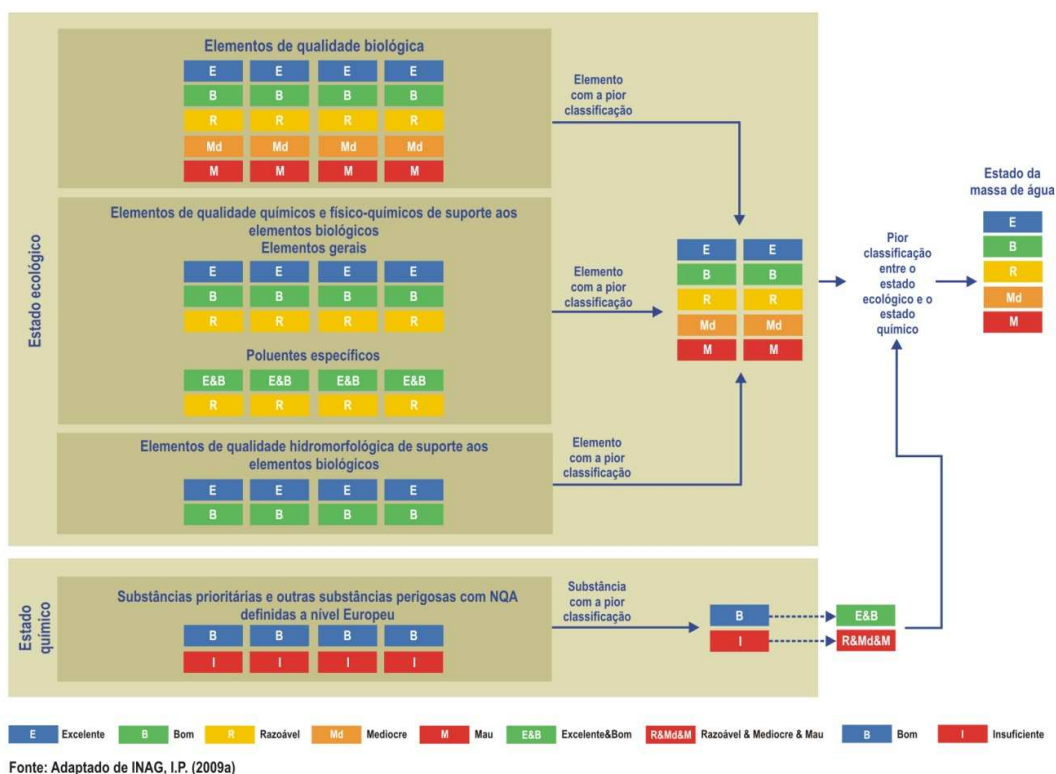 Estado ecológico
Elementos de qualidade biológica
E E E E
B B B B
R R R R
Md Md Md Md
M M M M
Elemento
com a pior
classificação
Elementos de qualidade químicos e físico-químicos de suporte aos
elementos biológicos
Elementos gerais
E E E E
B B B B
R R R R
Poluentes específicos
E&B E&B E&B E&B
R R R R
Elemento
com a pior
classificação
Elementos de qualidade hidromorfológica de suporte aos
elementos biológicos
E E E E
B B B B
Elemento
com a pior
classificação
E E
B B
R R
Md Md
M M
Pior
classificação
entre o
estado
ecológico e o
estado
químico
Estado da
massa de água
E
B
R
Md
M
Estado
químico
Substâncias prioritárias e outras substâncias perigosas com NQA
definidas a nível Europeu
B B B B
I I I I
Substância
com a pior
classificação
B E&B
I R&Md&M
E Excelente B Bom R Razoável Md Medíocre M Mau E&B Excelente&Bom R&Md&M Razoável & Medíocre & Mau B Bom I Insuficiente
Fonte: Adaptado de INAG, I.P. (2009a)